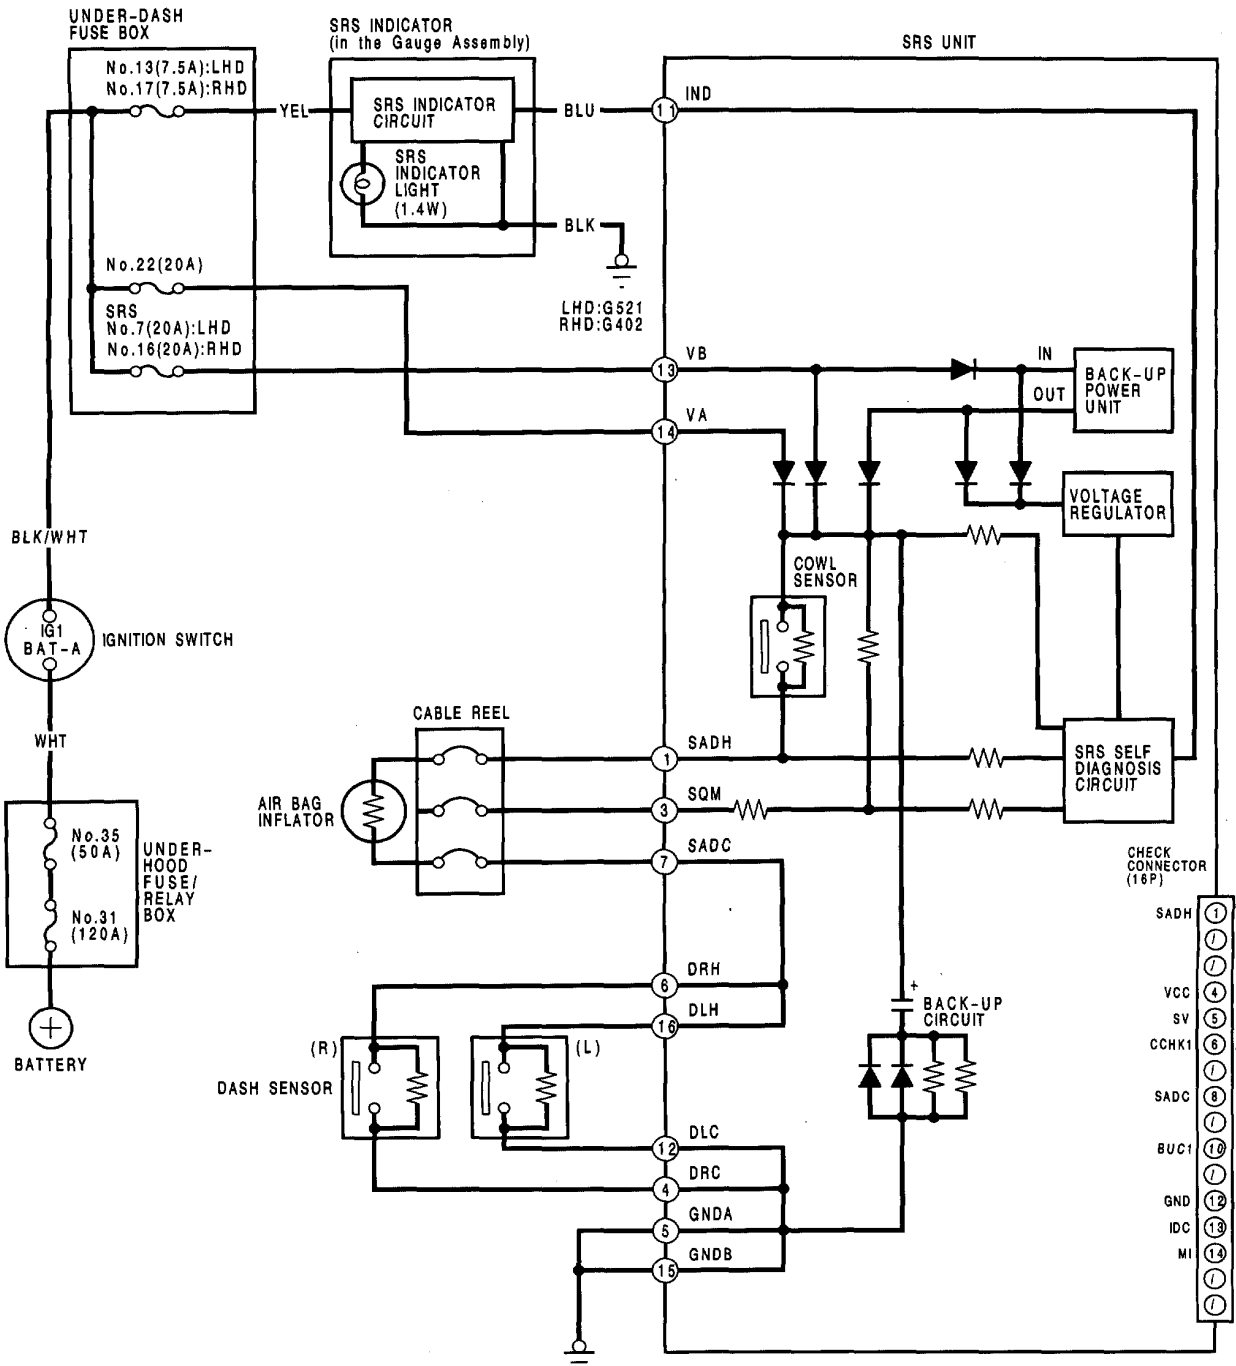 UNDER-DASH
FUSE BOX
No.13(7.5A):LHD
No.17(7.5A):RHD
No.22(20A)
SRS
No.7(20A):LHD
No.16(20A):RHD
SRS INDICATOR
(in the Gauge Assembly)
YEL
SRS INDICATOR
CIRCUIT
SRS
INDICATOR
LIGHT
(1.4W)
BLU
BLK
LHD:G521
RHD:G402
SRS UNIT
11
IND
13
VB
14
VA
IN
OUT
BACK-UP
POWER
UNIT
VOLTAGE
REGULATOR
COWL
SENSOR
BLK/WHT
IG1
BAT-A
IGNITION SWITCH
WHT
No.35
(50A)
No.31
(120A)
UNDER-
HOOD
FUSE/
RELAY
BOX
+
BATTERY
CABLE REEL
AIR BAG
INFLATOR
1
SADH
3
SQM
7
SADC
SRS SELF
DIAGNOSIS
CIRCUIT
6
DRH
16
DLH
(R)
(L)
DASH SENSOR
12
DLC
4
DRC
5
GNDA
15
GNDB
+
BACK-UP
CIRCUIT
CHECK
CONNECTOR
(16P)
SADH 1
/
/
VCC 4
SV 5
CCHK1 6
/
SADC 8
/
BUC1 10
/
GND 12
IDC 13
MI 14
/
/